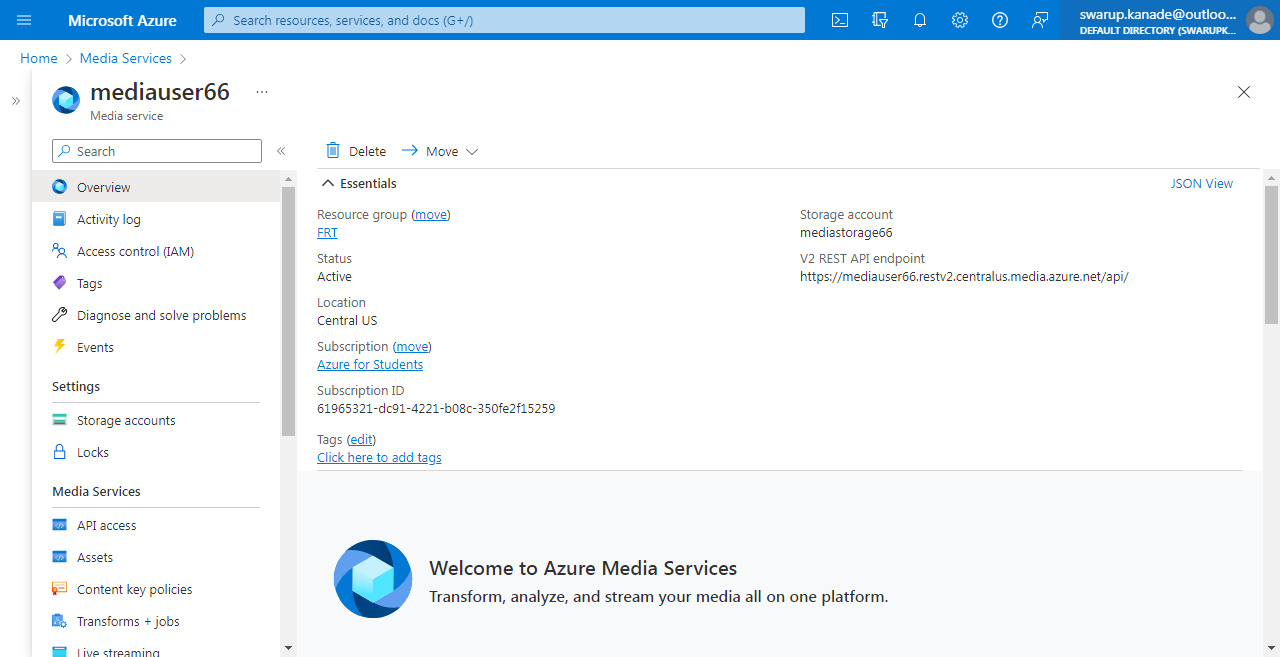 Microsoft Azure
Search resources, services, and docs (G+/)
swarup.kanade@outloo...
DEFAULT DIRECTORY (SWARUPK...
Home > Media Services >
mediauser66 ...
Media service
Search
Delete Move
Overview
Activity log
Access control (IAM)
Tags
Diagnose and solve problems
Events
Settings
Storage accounts
Locks
Media Services
API access
Assets
Content key policies
Transforms + jobs
Live streaming
Essentials
JSON View
Resource group (move)
FRT
Status
Active
Location
Central US
Subscription (move)
Azure for Students
Subscription ID
61965321-dc91-4221-b08c-350fe2f15259
Tags (edit)
Click here to add tags
Storage account
mediastorage66
V2 REST API endpoint
https://mediauser66.restv2.centralus.media.azure.net/api/
Welcome to Azure Media Services
Transform, analyze, and stream your media all on one platform.